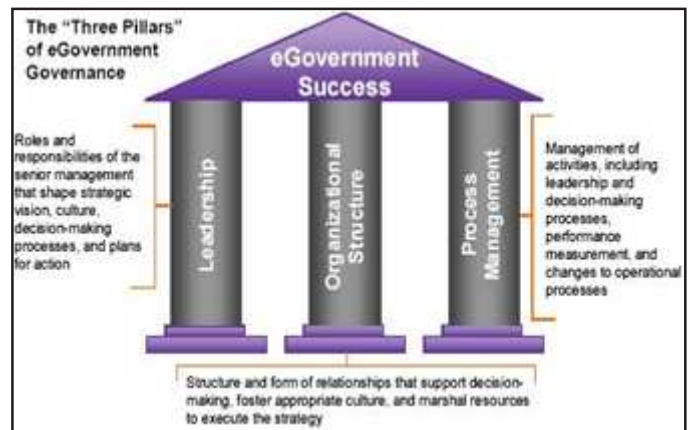 The "Three Pillars"
of eGovernment
Governance
eGovernment
Success
Roles and
responsibilities of the
senior management
that shape strategic
vision, culture,
decision-making
processes, and plans
for action
Leadership
Organizational
Structure
Process
Management
Management of
activities, including
leadership and
decision-making
processes,
performance
measurement, and
changes to operational
processes
Structure and form of relationships that support decision-
making, foster appropriate culture, and marshal resources
to execute the strategy